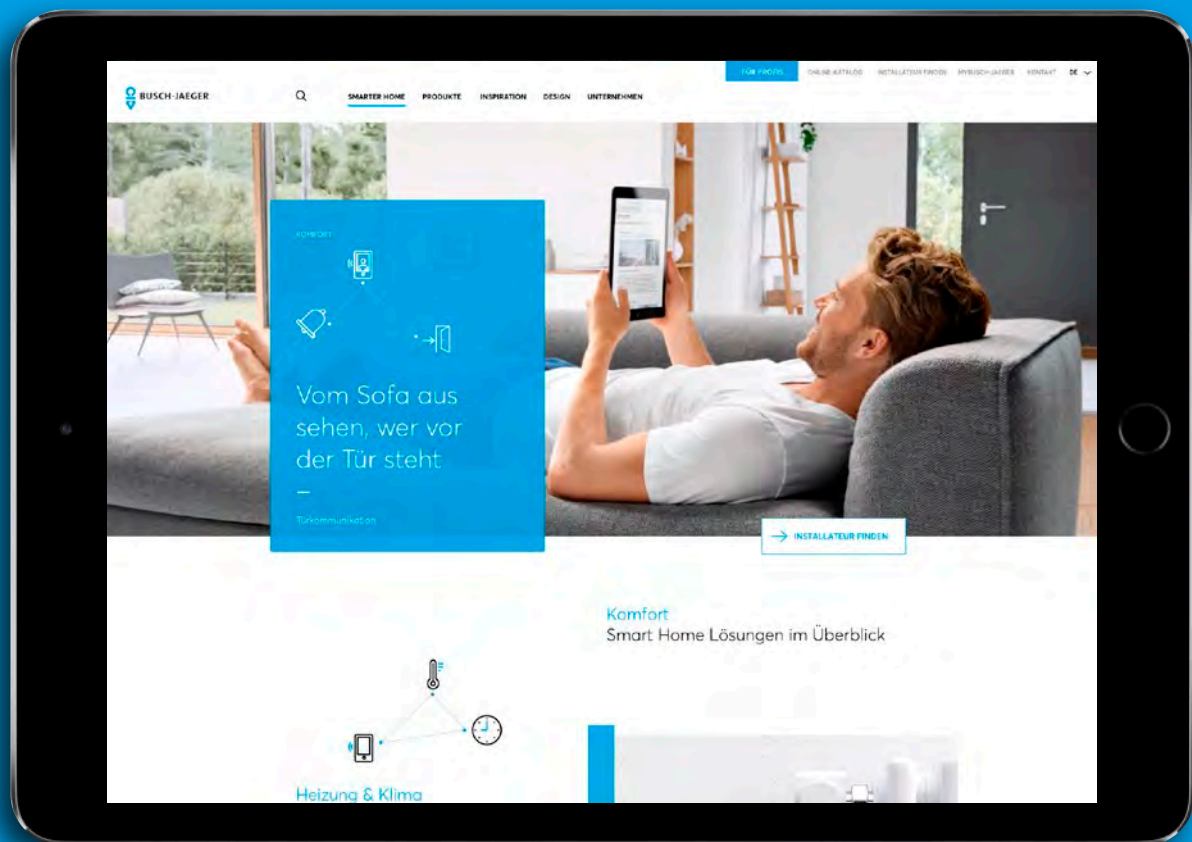 FÜR PROFIS
ONLINE-KATALOG
INSTALLATEUR FINDEN
MYBUSCH-JAEGER
KONTAKT
DE
BUSCH-JAEGER
SMARTER HOME
PRODUKTE
INSPIRATION
DESIGN
UNTERNEHMEN
KOMFORT
Vom Sofa aus
sehen, wer vor
der Tür steht
Türkommunikation
INSTALLATEUR FINDEN
Komfort
Smart Home Lösungen im Überblick
Heizung & Klima